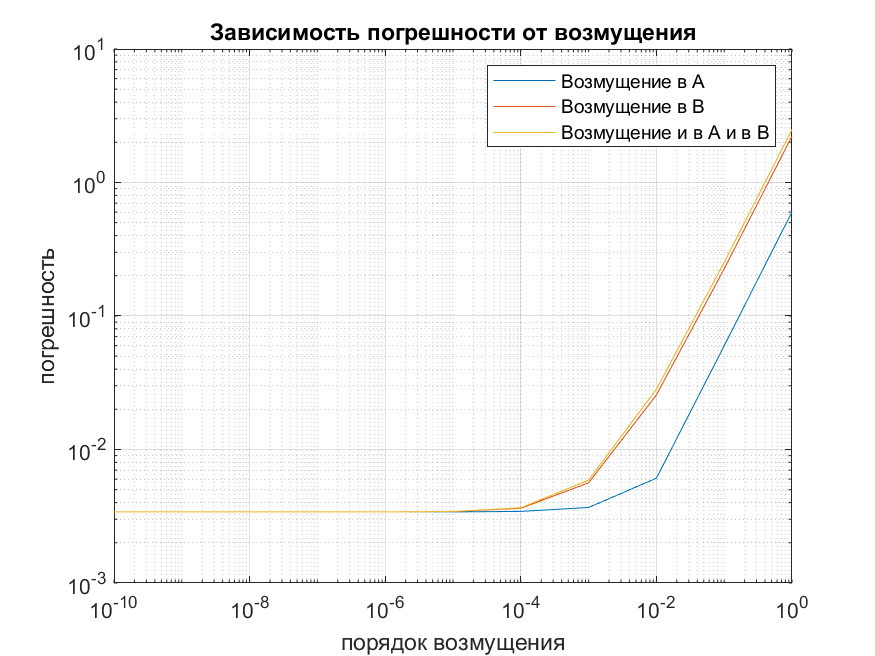 Зависимость погрешности от возмущения
10^1
10^0
10^-1
10^-2
10^-3
погрешность
Возмущение в А
Возмущение в В
Возмущение и в А и в В
10^-10
10^-8
10^-6
10^-4
10^-2
10^0
порядок возмущения